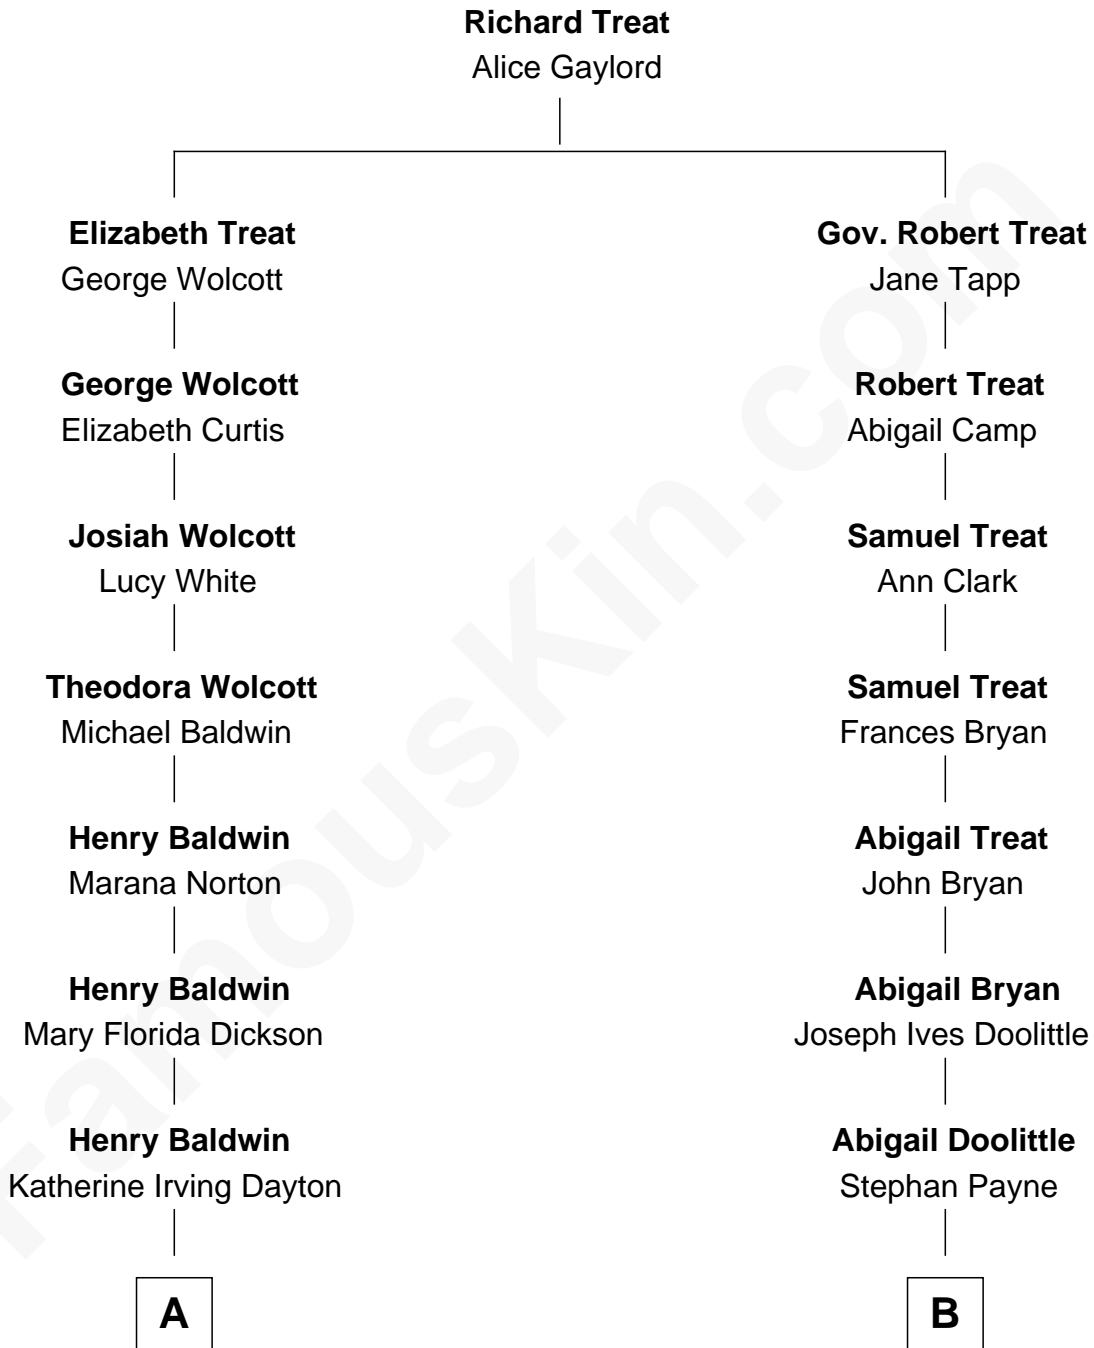 Richard Treat
Alice Gaylord
Elizabeth Treat
George Wolcott
Gov. Robert Treat
Jane Tapp
George Wolcott
Elizabeth Curtis
Robert Treat
Abigail Camp
Josiah Wolcott
Lucy White
Samuel Treat
Ann Clark
Theodora Wolcott
Michael Baldwin
Samuel Treat
Frances Bryan
Henry Baldwin
Marana Norton
Abigail Treat
John Bryan
Henry Baldwin
Mary Florida Dickson
Abigail Bryan
Joseph Ives Doolittle
Henry Baldwin
Katherine Irving Dayton
Abigail Doolittle
Stephan Payne
A
B
FamousKin.com